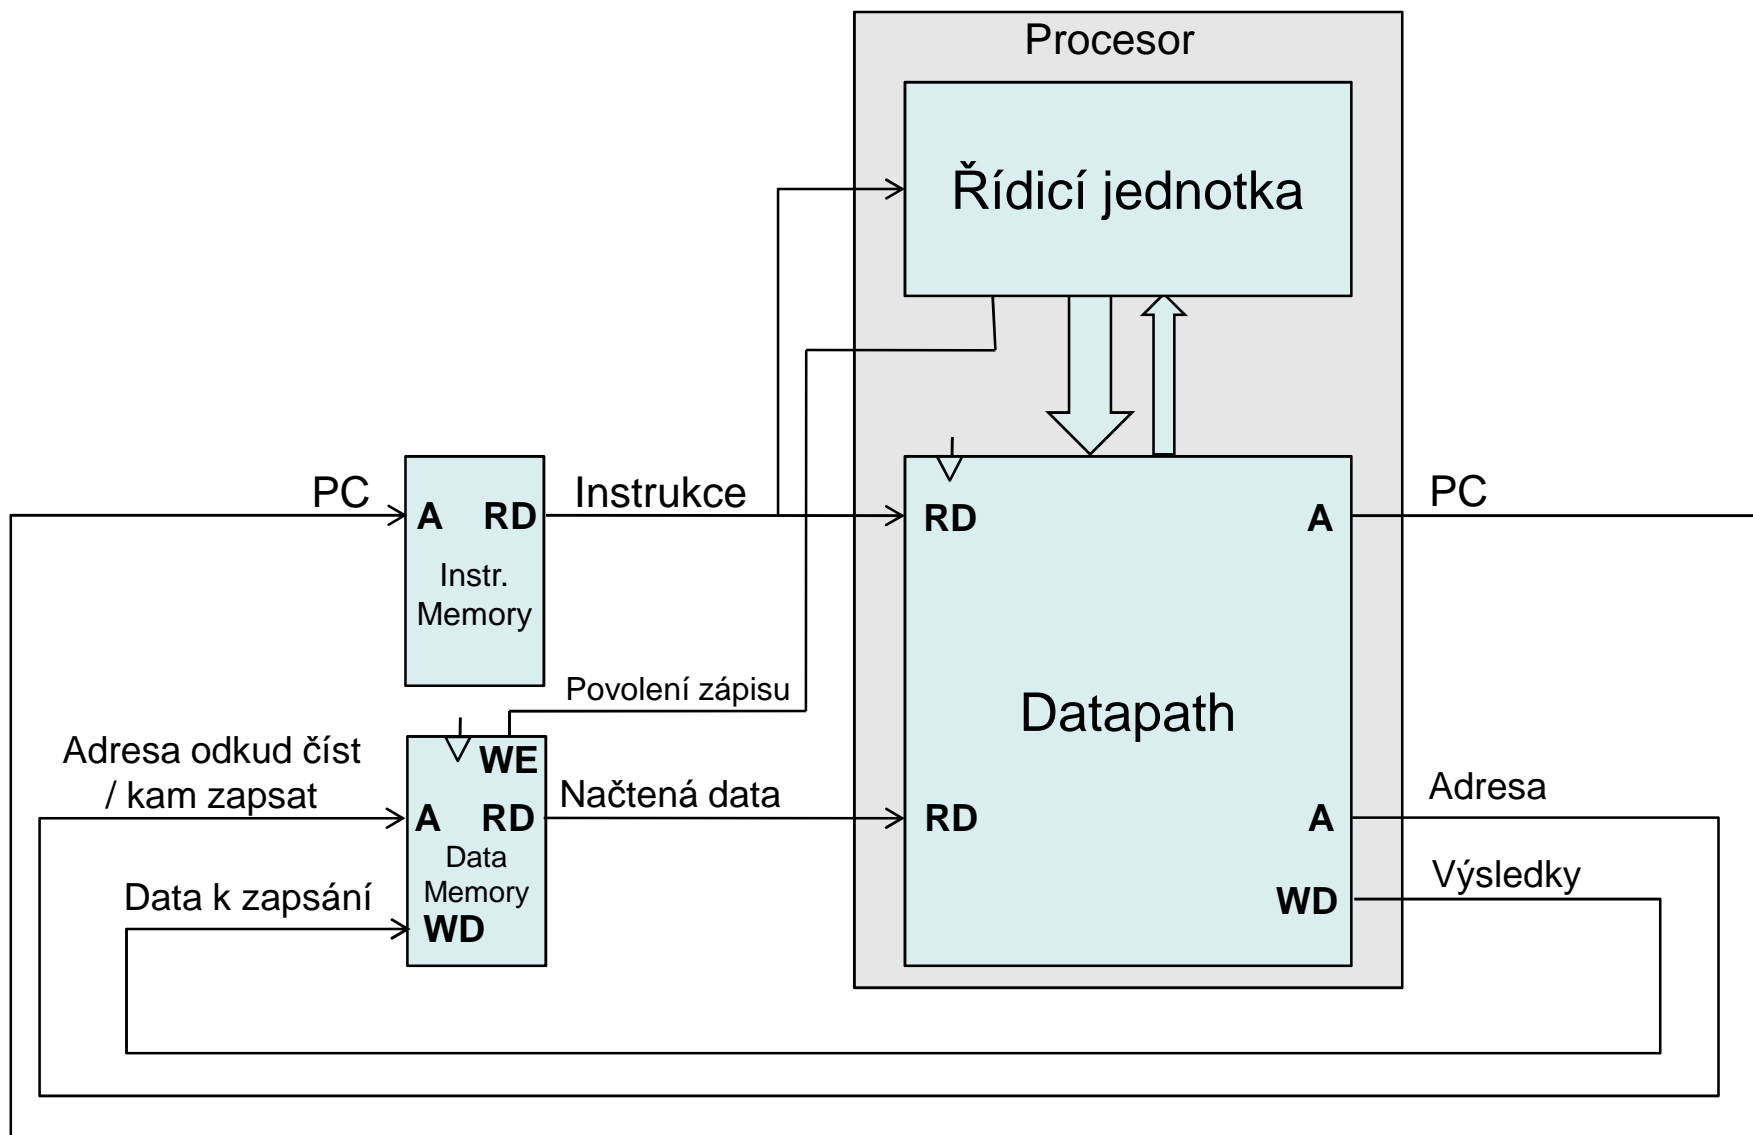 Procesor
Řídicí jednotka
PC
A
RD
Instr.
Memory
Instrukce
RD
A
PC
Povolení zápisu
Datapath
Adresa odkud číst
/ kam zapsat
WE
A
RD
Data
Memory
WD
Načtená data
RD
A
Adresa
Data k zapsání
WD
Výsledky